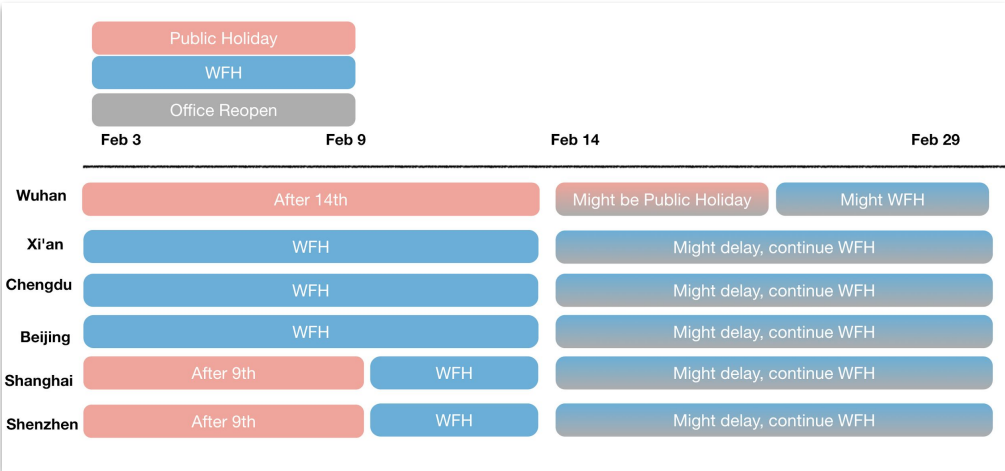 Public Holiday
WFH
Office Reopen
Feb 3 Feb 9 Feb 14 Feb 29
Wuhan After 14th Might be Public Holiday Might WFH
Xi'an WFH Might delay, continue WFH
Chengdu WFH Might delay, continue WFH
Beijing WFH Might delay, continue WFH
Shanghai After 9th WFH Might delay, continue WFH
Shenzhen After 9th WFH Might delay, continue WFH